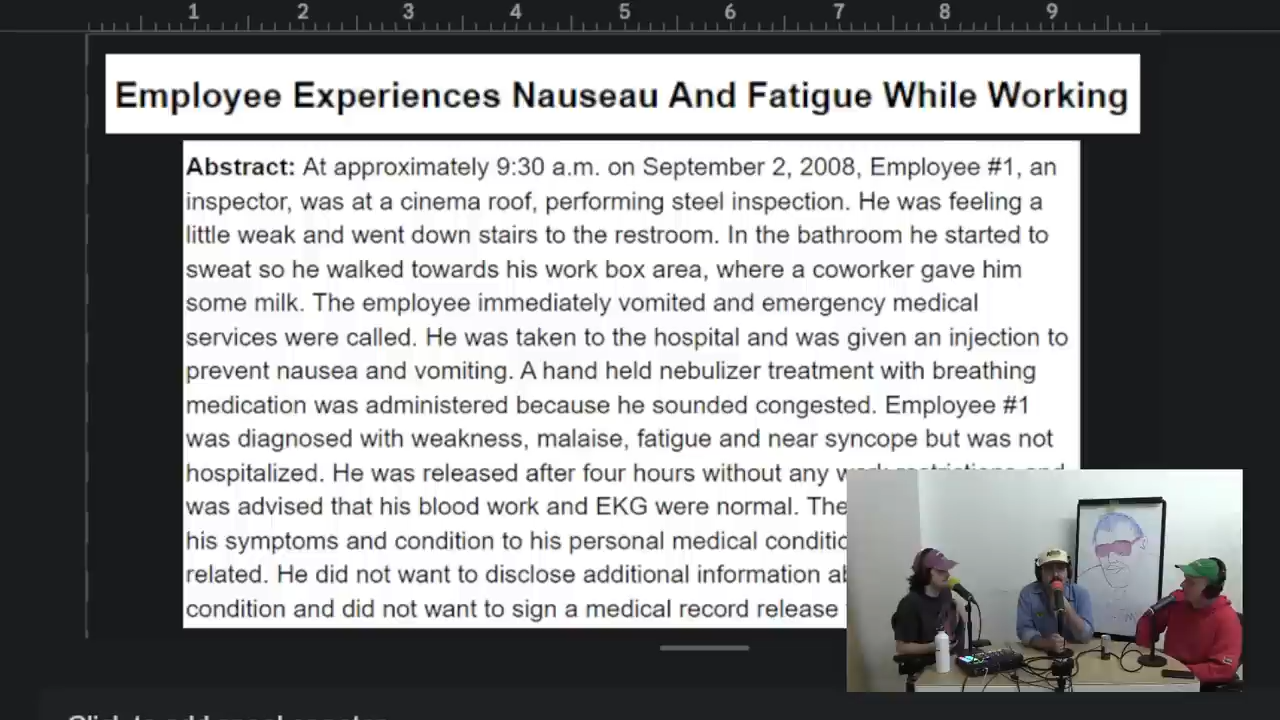 1 2 3 4 5 6 7 8 9
Employee Experiences Nauseau And Fatigue While Working
Abstract: At approximately 9:30 a.m. on September 2, 2008, Employee #1, an
inspector, was at a cinema roof, performing steel inspection. He was feeling a
little weak and went down stairs to the restroom. In the bathroom he started to
sweat so he walked towards his work box area, where a coworker gave him
some milk. The employee immediately vomited and emergency medical
services were called. He was taken to the hospital and was given an injection to
prevent nausea and vomiting. A hand held nebulizer treatment with breathing
medication was administered because he sounded congested. Employee #1
was diagnosed with weakness, malaise, fatigue and near syncope but was not
hospitalized. He was released after four hours without any work restrictions and
was advised that his blood work and EKG were normal. The
his symptoms and condition to his personal medical
related. He did not want to disclose additional information
condition and did not want to sign a medical record release